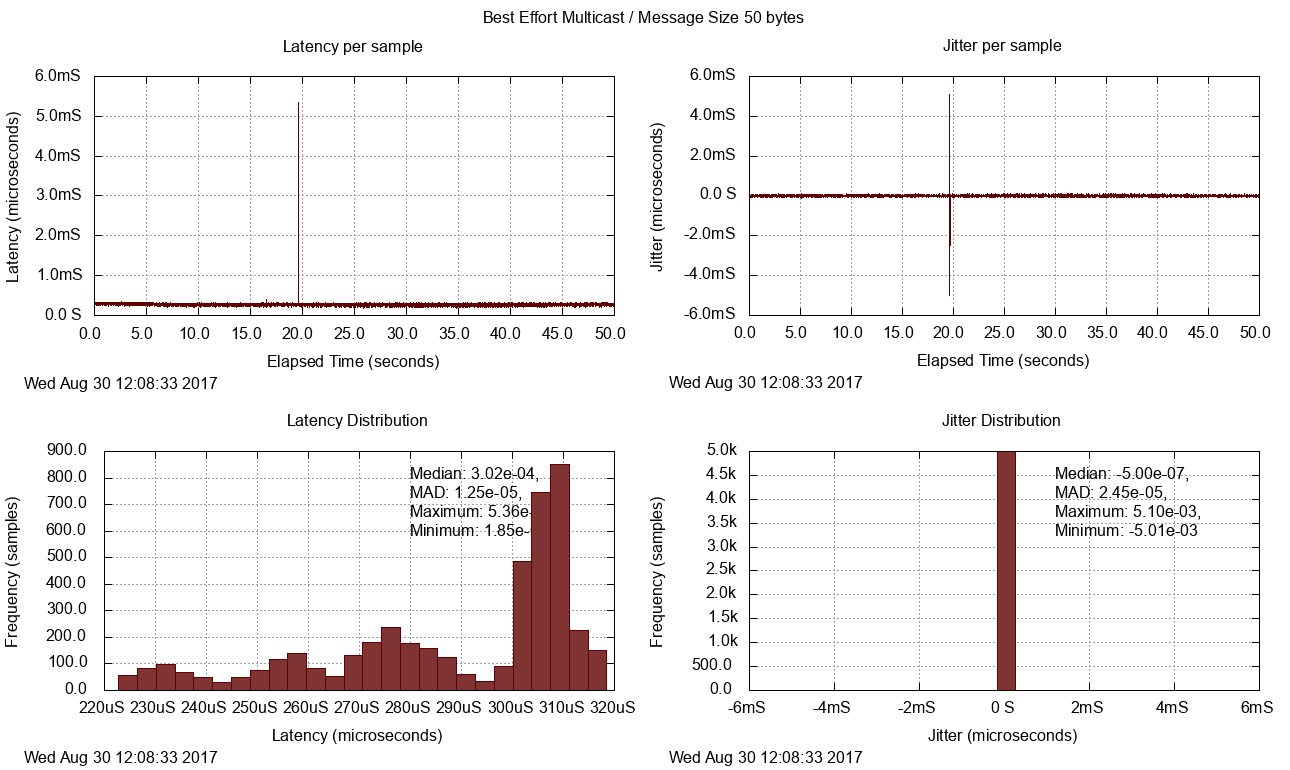 Best Effort Multicast / Message Size 50 bytes
Latency per sample
6.0mS
5.0mS
4.0mS
3.0mS
2.0mS
1.0mS
0.0 S
Latency (microseconds)
0.0 5.0 10.0 15.0 20.0 25.0 30.0 35.0 40.0 45.0 50.0
Elapsed Time (seconds)
Wed Aug 30 12:08:33 2017
Jitter per sample
6.0mS
4.0mS
2.0mS
0.0 S
-2.0mS
-4.0mS
-6.0mS
Jitter (microseconds)
0.0 5.0 10.0 15.0 20.0 25.0 30.0 35.0 40.0 45.0 50.0
Elapsed Time (seconds)
Wed Aug 30 12:08:33 2017
Latency Distribution
900.0
800.0
700.0
600.0
500.0
400.0
300.0
200.0
100.0
0.0
Frequency (samples)
Median: 3.02e-04,
MAD: 1.25e-05,
Maximum: 5.36e-
Minimum: 1.85e-
220uS 230uS 240uS 250uS 260uS 270uS 280uS 290uS 300uS 310uS 320uS
Latency (microseconds)
Wed Aug 30 12:08:33 2017
Jitter Distribution
5.0k
4.5k
4.0k
3.5k
3.0k
2.5k
2.0k
1.5k
1.0k
500.0
0.0
Frequency (samples)
Median: -5.00e-07,
MAD: 2.45e-05,
Maximum: 5.10e-03,
Minimum: -5.01e-03
-6mS -4mS -2mS 0 S 2mS 4mS 6mS
Jitter (microseconds)
Wed Aug 30 12:08:33 2017